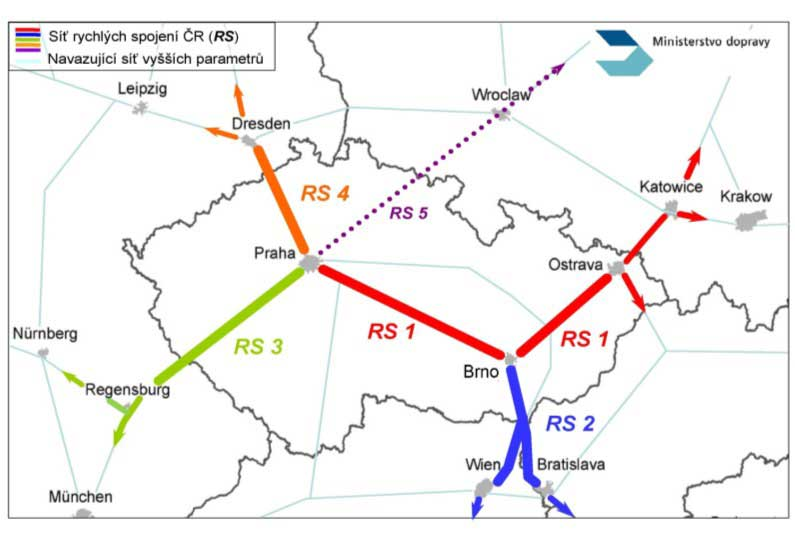 Síť rychlých spojení ČR (RS)
Navazující síť vyšších parametrů
Ministerstvo dopravy
Leipzig
Wroclaw
Dresden
Katowice
Krakow
RS 4
RS 5
Praha
Ostrava
Nürnberg
RS 3
RS 1
RS 1
Brno
Regensburg
RS 2
Wien
Bratislava
München